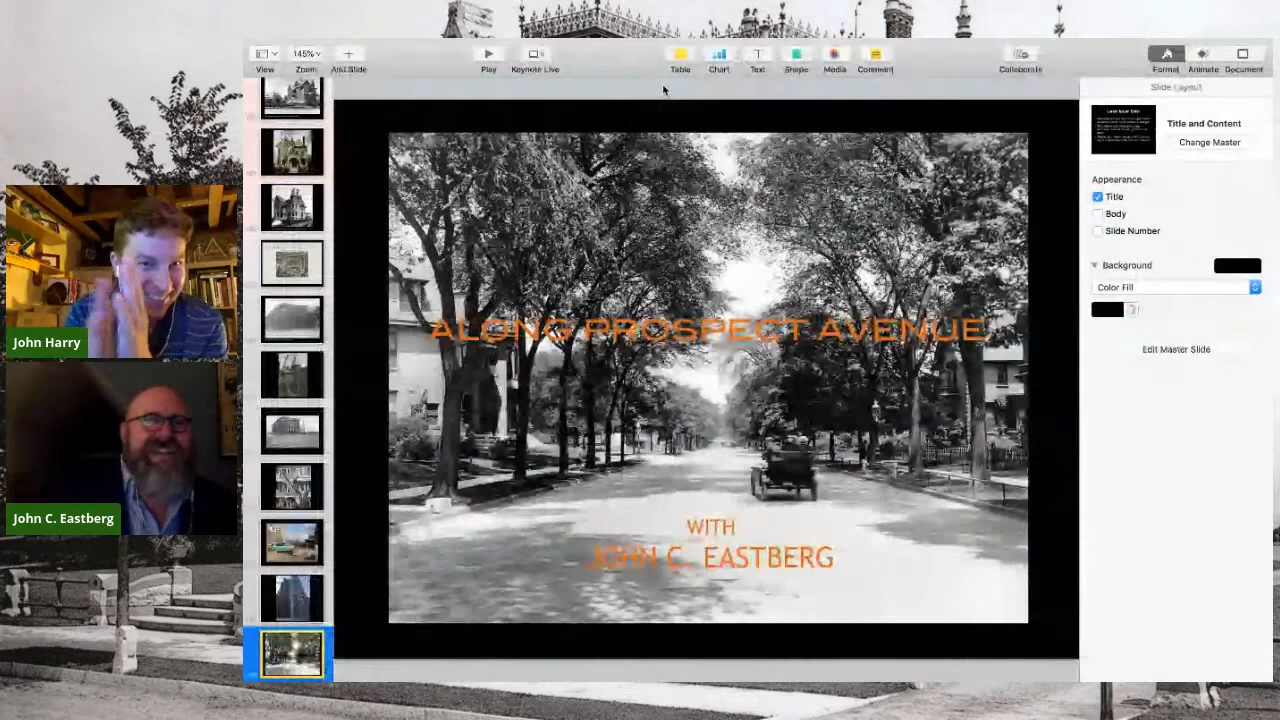 145%
View
Zoom
Add Slide
Play
Keynote Live
Table
Chart
Text
Shape
Media
Comment
Collaborate
Format
Animate
Document
Slide Layout
Title and Content
Change Master
Appearance
Title
Body
Slide Number
Background
Color Fill
Edit Master Slide
ALONG PROSPECT AVENUE
WITH
JOHN C. EASTBERG
John Harry
John C. Eastberg